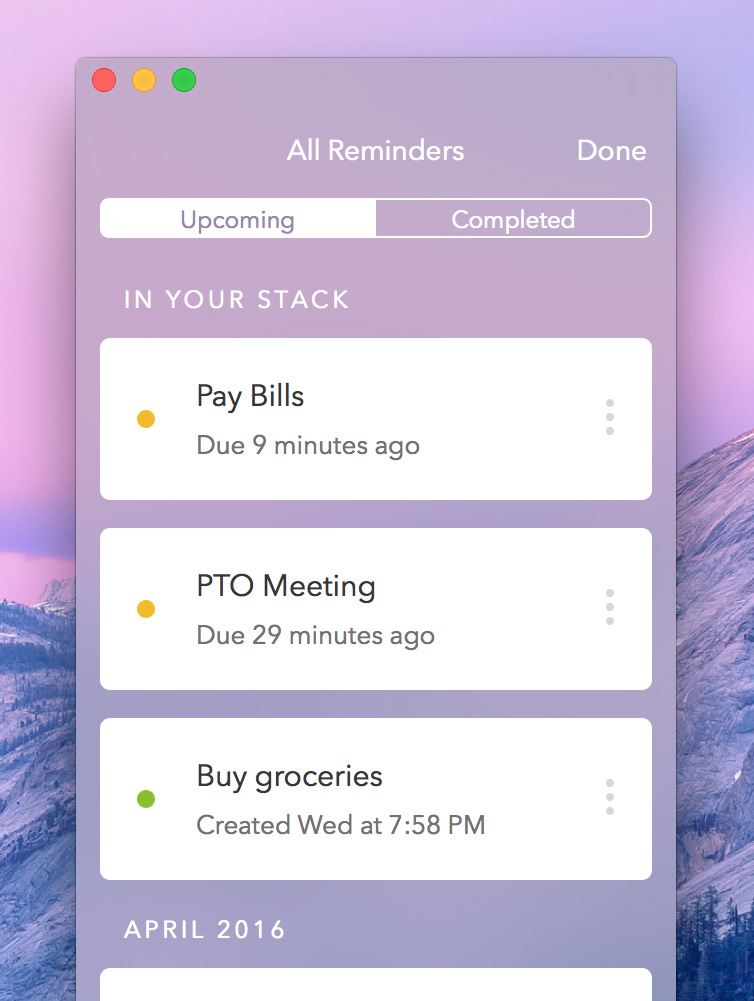 All Reminders
Done
Upcoming
Completed
IN YOUR STACK
Pay Bills
Due 9 minutes ago
PTO Meeting
Due 29 minutes ago
Buy groceries
Created Wed at 7:58 PM
APRIL 2016